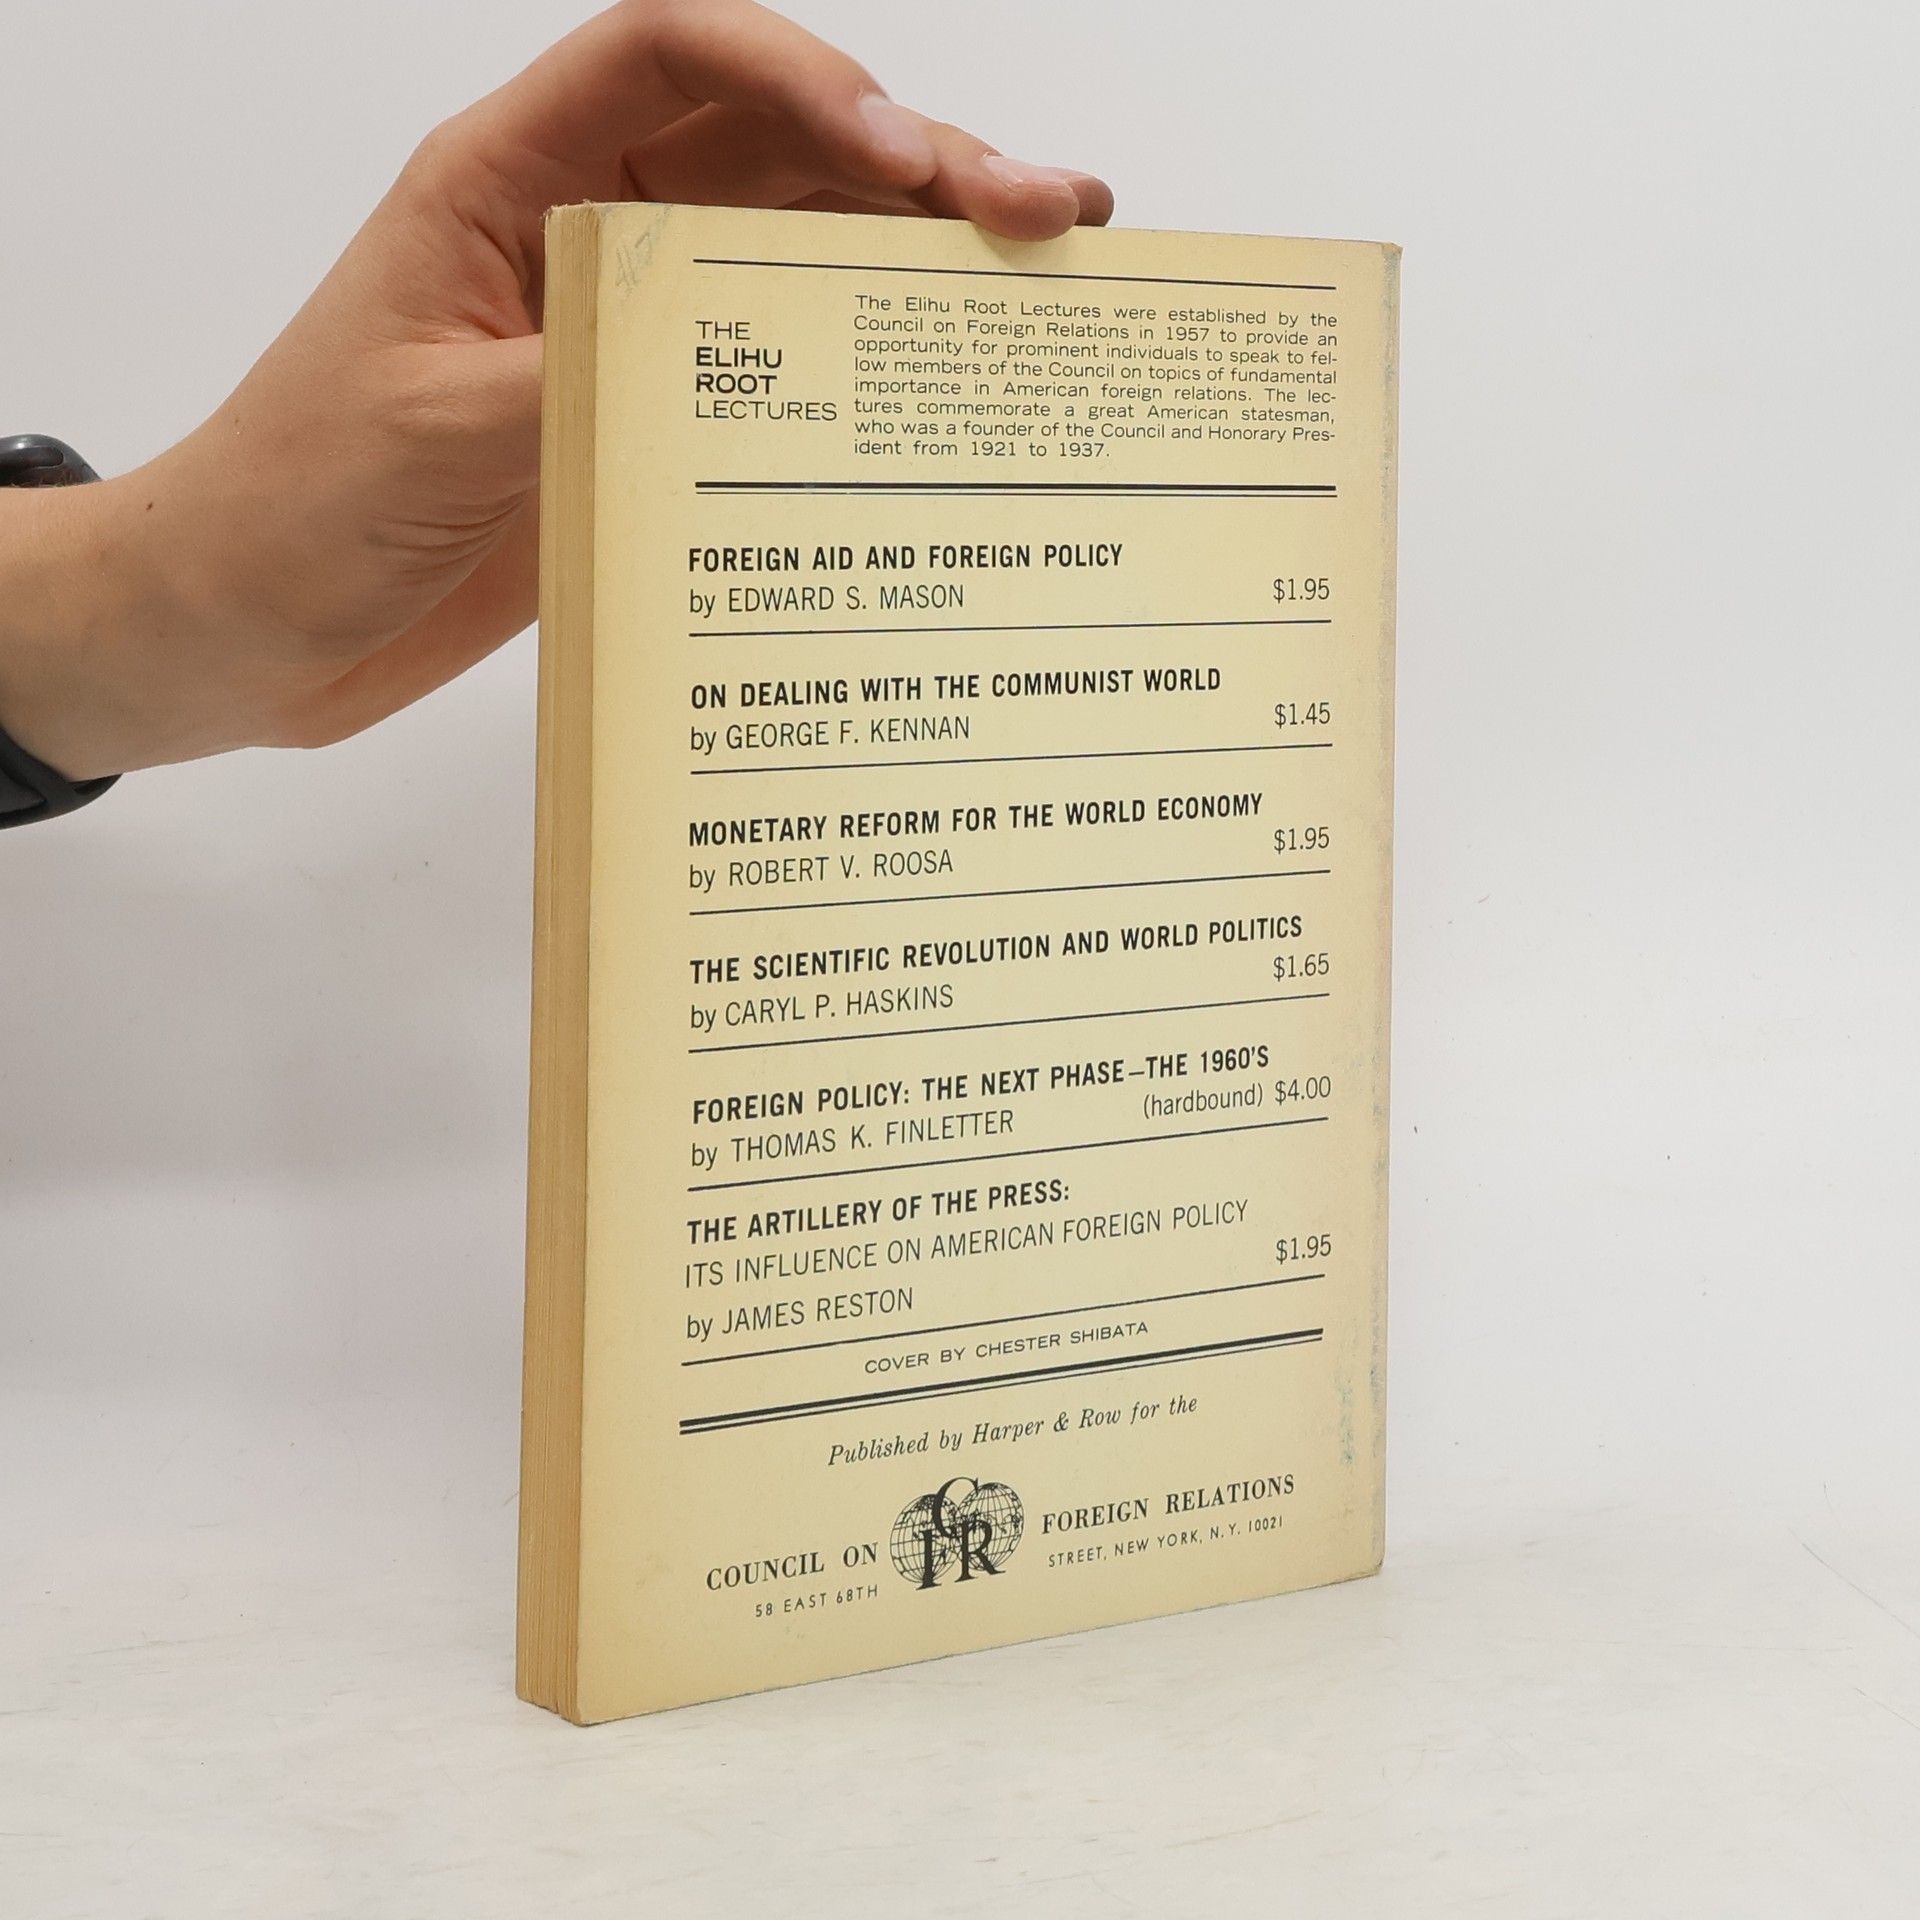 THE
ELIHU
ROOT
LECTURES
The Elihu Root Lectures were established by the
Council on Foreign Relations in 1957 to provide an
opportunity for prominent individuals to speak to fel-
low members of the Council on topics of fundamental
importance in American foreign relations. The lec-
tures commemorate a great American statesman,
who was a founder of the Council and Honorary Pres-
ident from 1921 to 1937.
FOREIGN AID AND FOREIGN POLICY
by EDWARD S. MASON $1.95
ON DEALING WITH THE COMMUNIST WORLD
by GEORGE F. KENNAN $1.45
MONETARY REFORM FOR THE WORLD ECONOMY
by ROBERT V. ROOSA $1.95
THE SCIENTIFIC REVOLUTION AND WORLD POLITICS
by CARYL P. HASKINS $1.65
FOREIGN POLICY: THE NEXT PHASE—THE 1960'S
by THOMAS K. FINLETTER (hardbound) $4.00
THE ARTILLERY OF THE PRESS:
ITS INFLUENCE ON AMERICAN FOREIGN POLICY
by JAMES RESTON $1.95
COVER BY CHESTER SHIBATA
Published by Harper & Row for the
COUNCIL ON CFR FOREIGN RELATIONS
58 EAST 68TH STREET, NEW YORK, N.Y. 10021